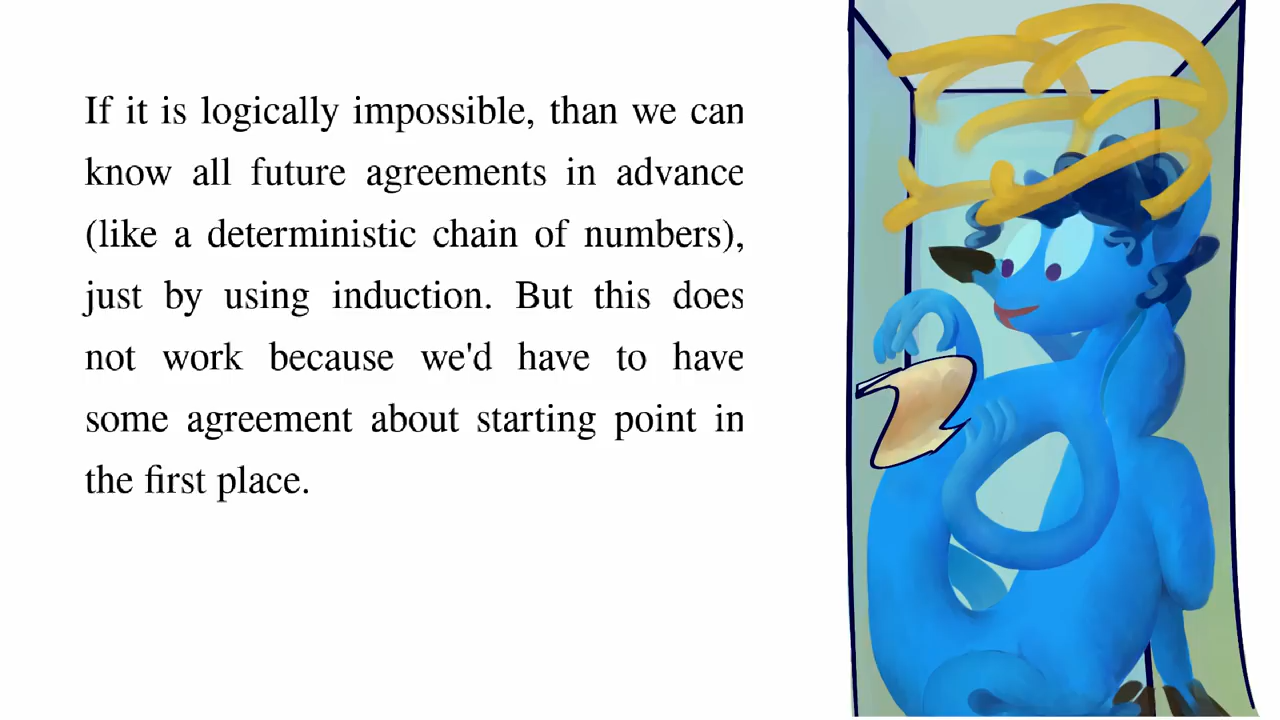 If it is logically impossible, than we can
know all future agreements in advance
(like a deterministic chain of numbers),
just by using induction. But this does
not work because we'd have to have
some agreement about starting point in
the first place.